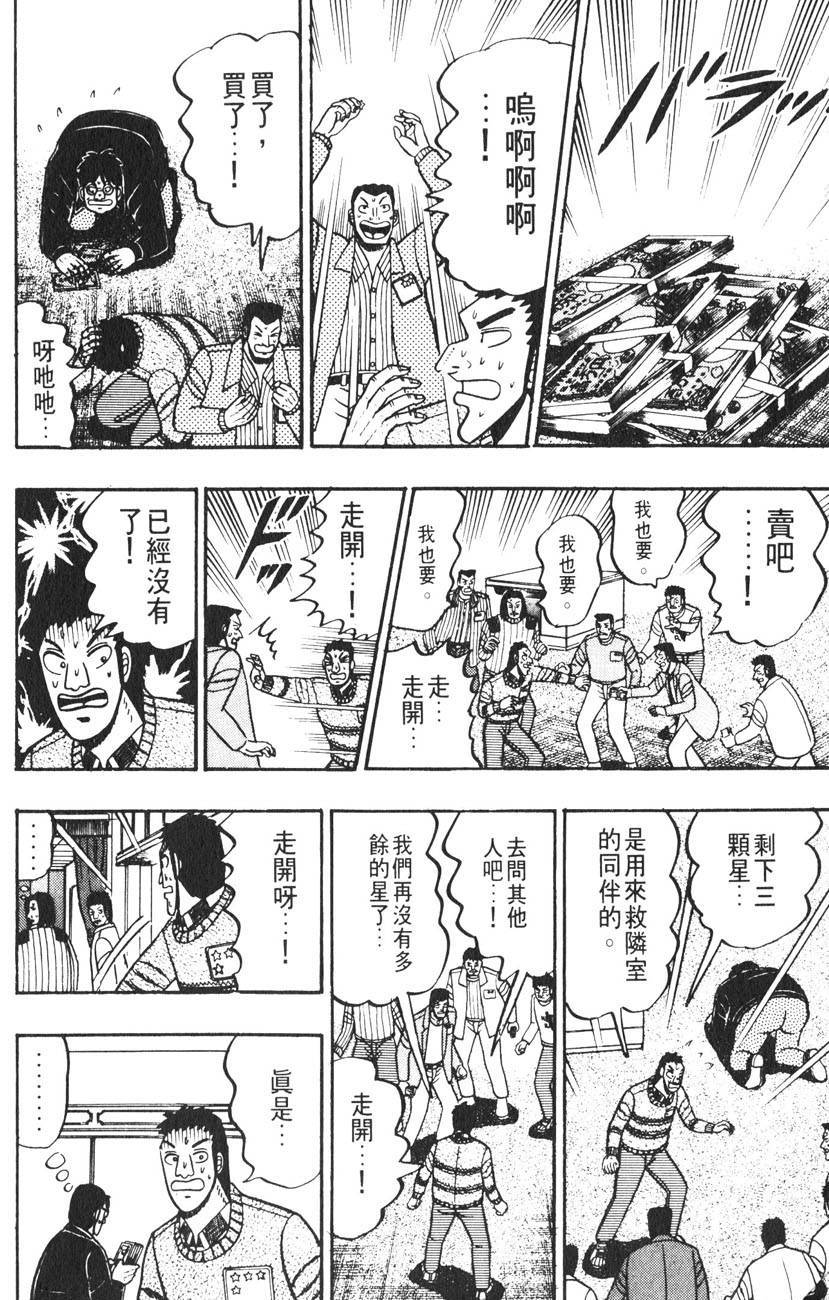 バラッ
嗚啊啊啊
…！
買了，
買了…！
呀吔吔…
賣吧
……！
我也要。
我也要。
我也要。
走…
走開…
走開…！
ドッ
已經沒有
了！
剩下三
顆星…
是用來救隣室
的同伴的。
去問其他
人吧…！
我們再沒有多
餘的星了…
走開…！
走開呀…！
……
眞是…
……